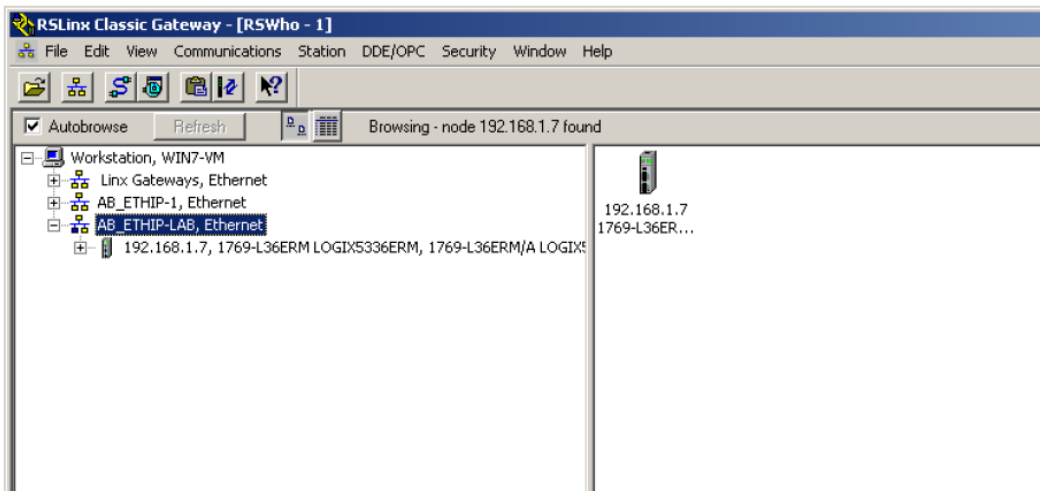 RSLinx Classic Gateway - [RSWho - 1]
File Edit View Communications Station DDE/OPC Security Window Help
Autobrowse Refresh Browsing - node 192.168.1.7 found
Workstation, WIN7-VM
Linx Gateways, Ethernet
AB_ETHIP-1, Ethernet
AB_ETHIP-LAB, Ethernet
192.168.1.7, 1769-L36ERM LOGIX5336ERM, 1769-L36ERM/A LOGIX5
192.168.1.7
1769-L36ER...